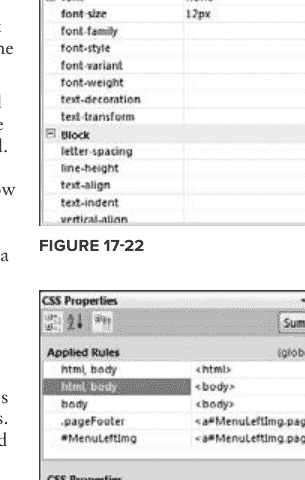 font-size 12px
font-family
font-style
font-variant
font-weight
text-decoration
text-transform
Block
letter-spacing
line-height
text-align
text-indent
vertical-align
FIGURE 17-22
CSS Properties
Applied Rules
html, body <html>
html, body <body>
body <body>
.pageFooter <a#MenuLeftImg.pag
#MenuLeftImg <a#MenuLeftImg.pag
CSS Properties